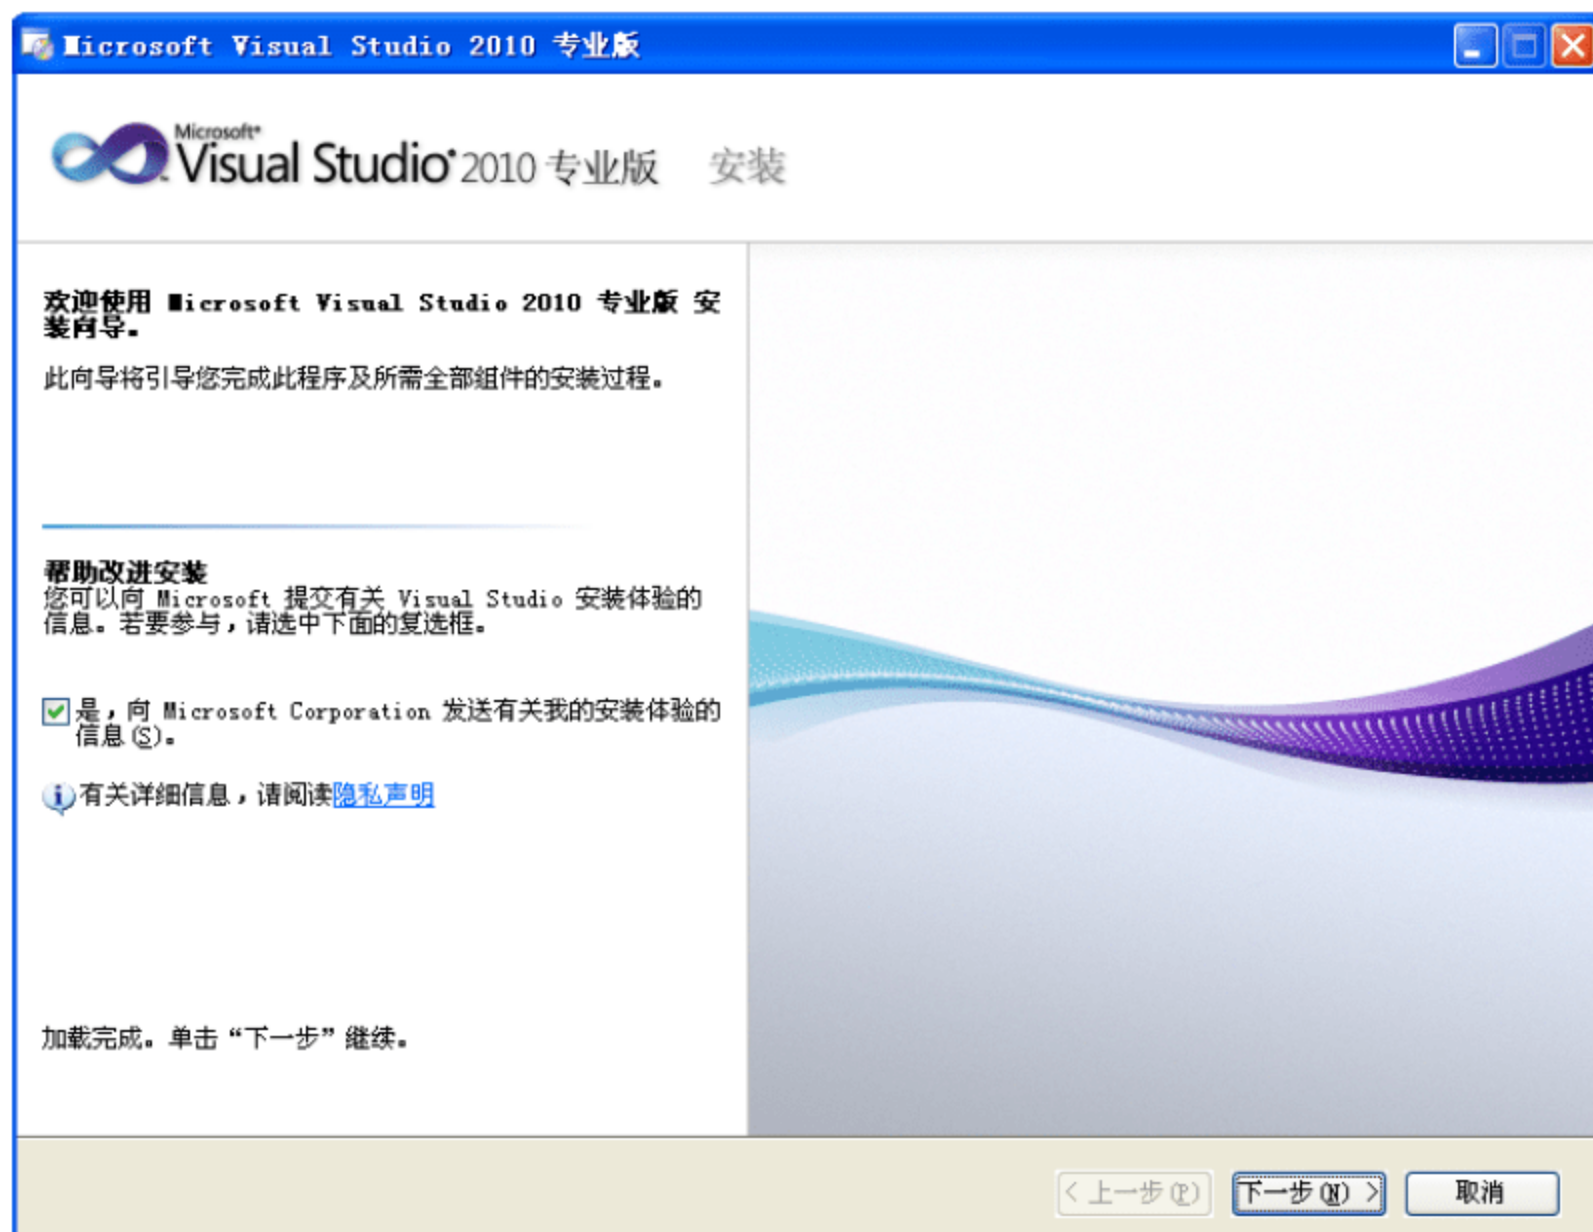 Microsoft Visual Studio 2010 专业版
Microsoft®
Visual Studio® 2010 专业版 安装
欢迎使用 Microsoft Visual Studio 2010 专业版 安
装向导。
此向导将引导您完成此程序及所需全部组件的安装过程。
帮助改进安装
您可以向 Microsoft 提交有关 Visual Studio 安装体验的
信息。若要参与，请选中下面的复选框。
是，向 Microsoft Corporation 发送有关我的安装体验的
信息(S)。
有关详细信息，请阅读隐私声明
加载完成。单击“下一步”继续。
< 上一步(P) 下一步(N) > 取消